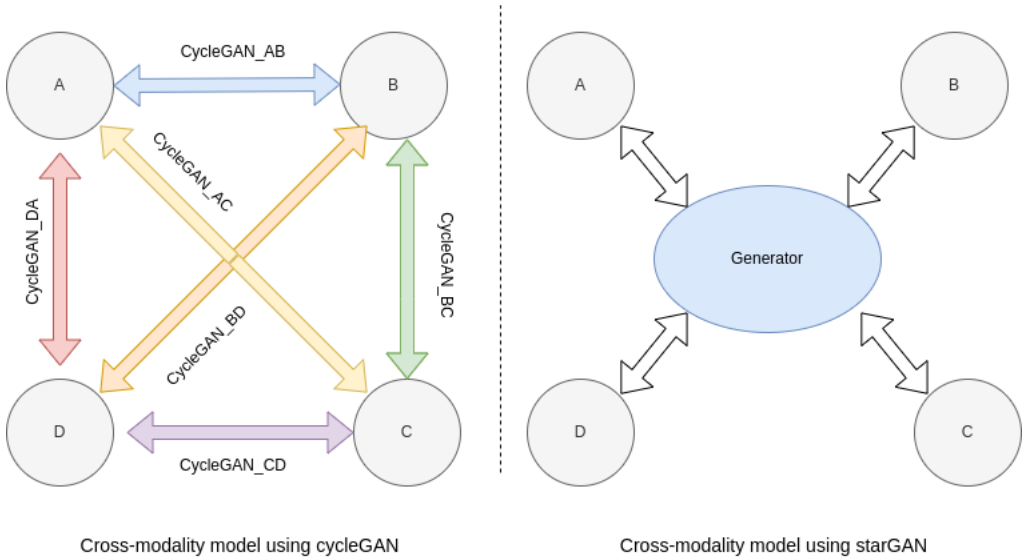 CycleGAN_AB
A
B
CycleGAN_AC
CycleGAN_DA
CycleGAN_BC
CycleGAN_BD
D
C
CycleGAN_CD
Cross-modality model using cycleGAN
A
B
Generator
D
C
Cross-modality model using starGAN